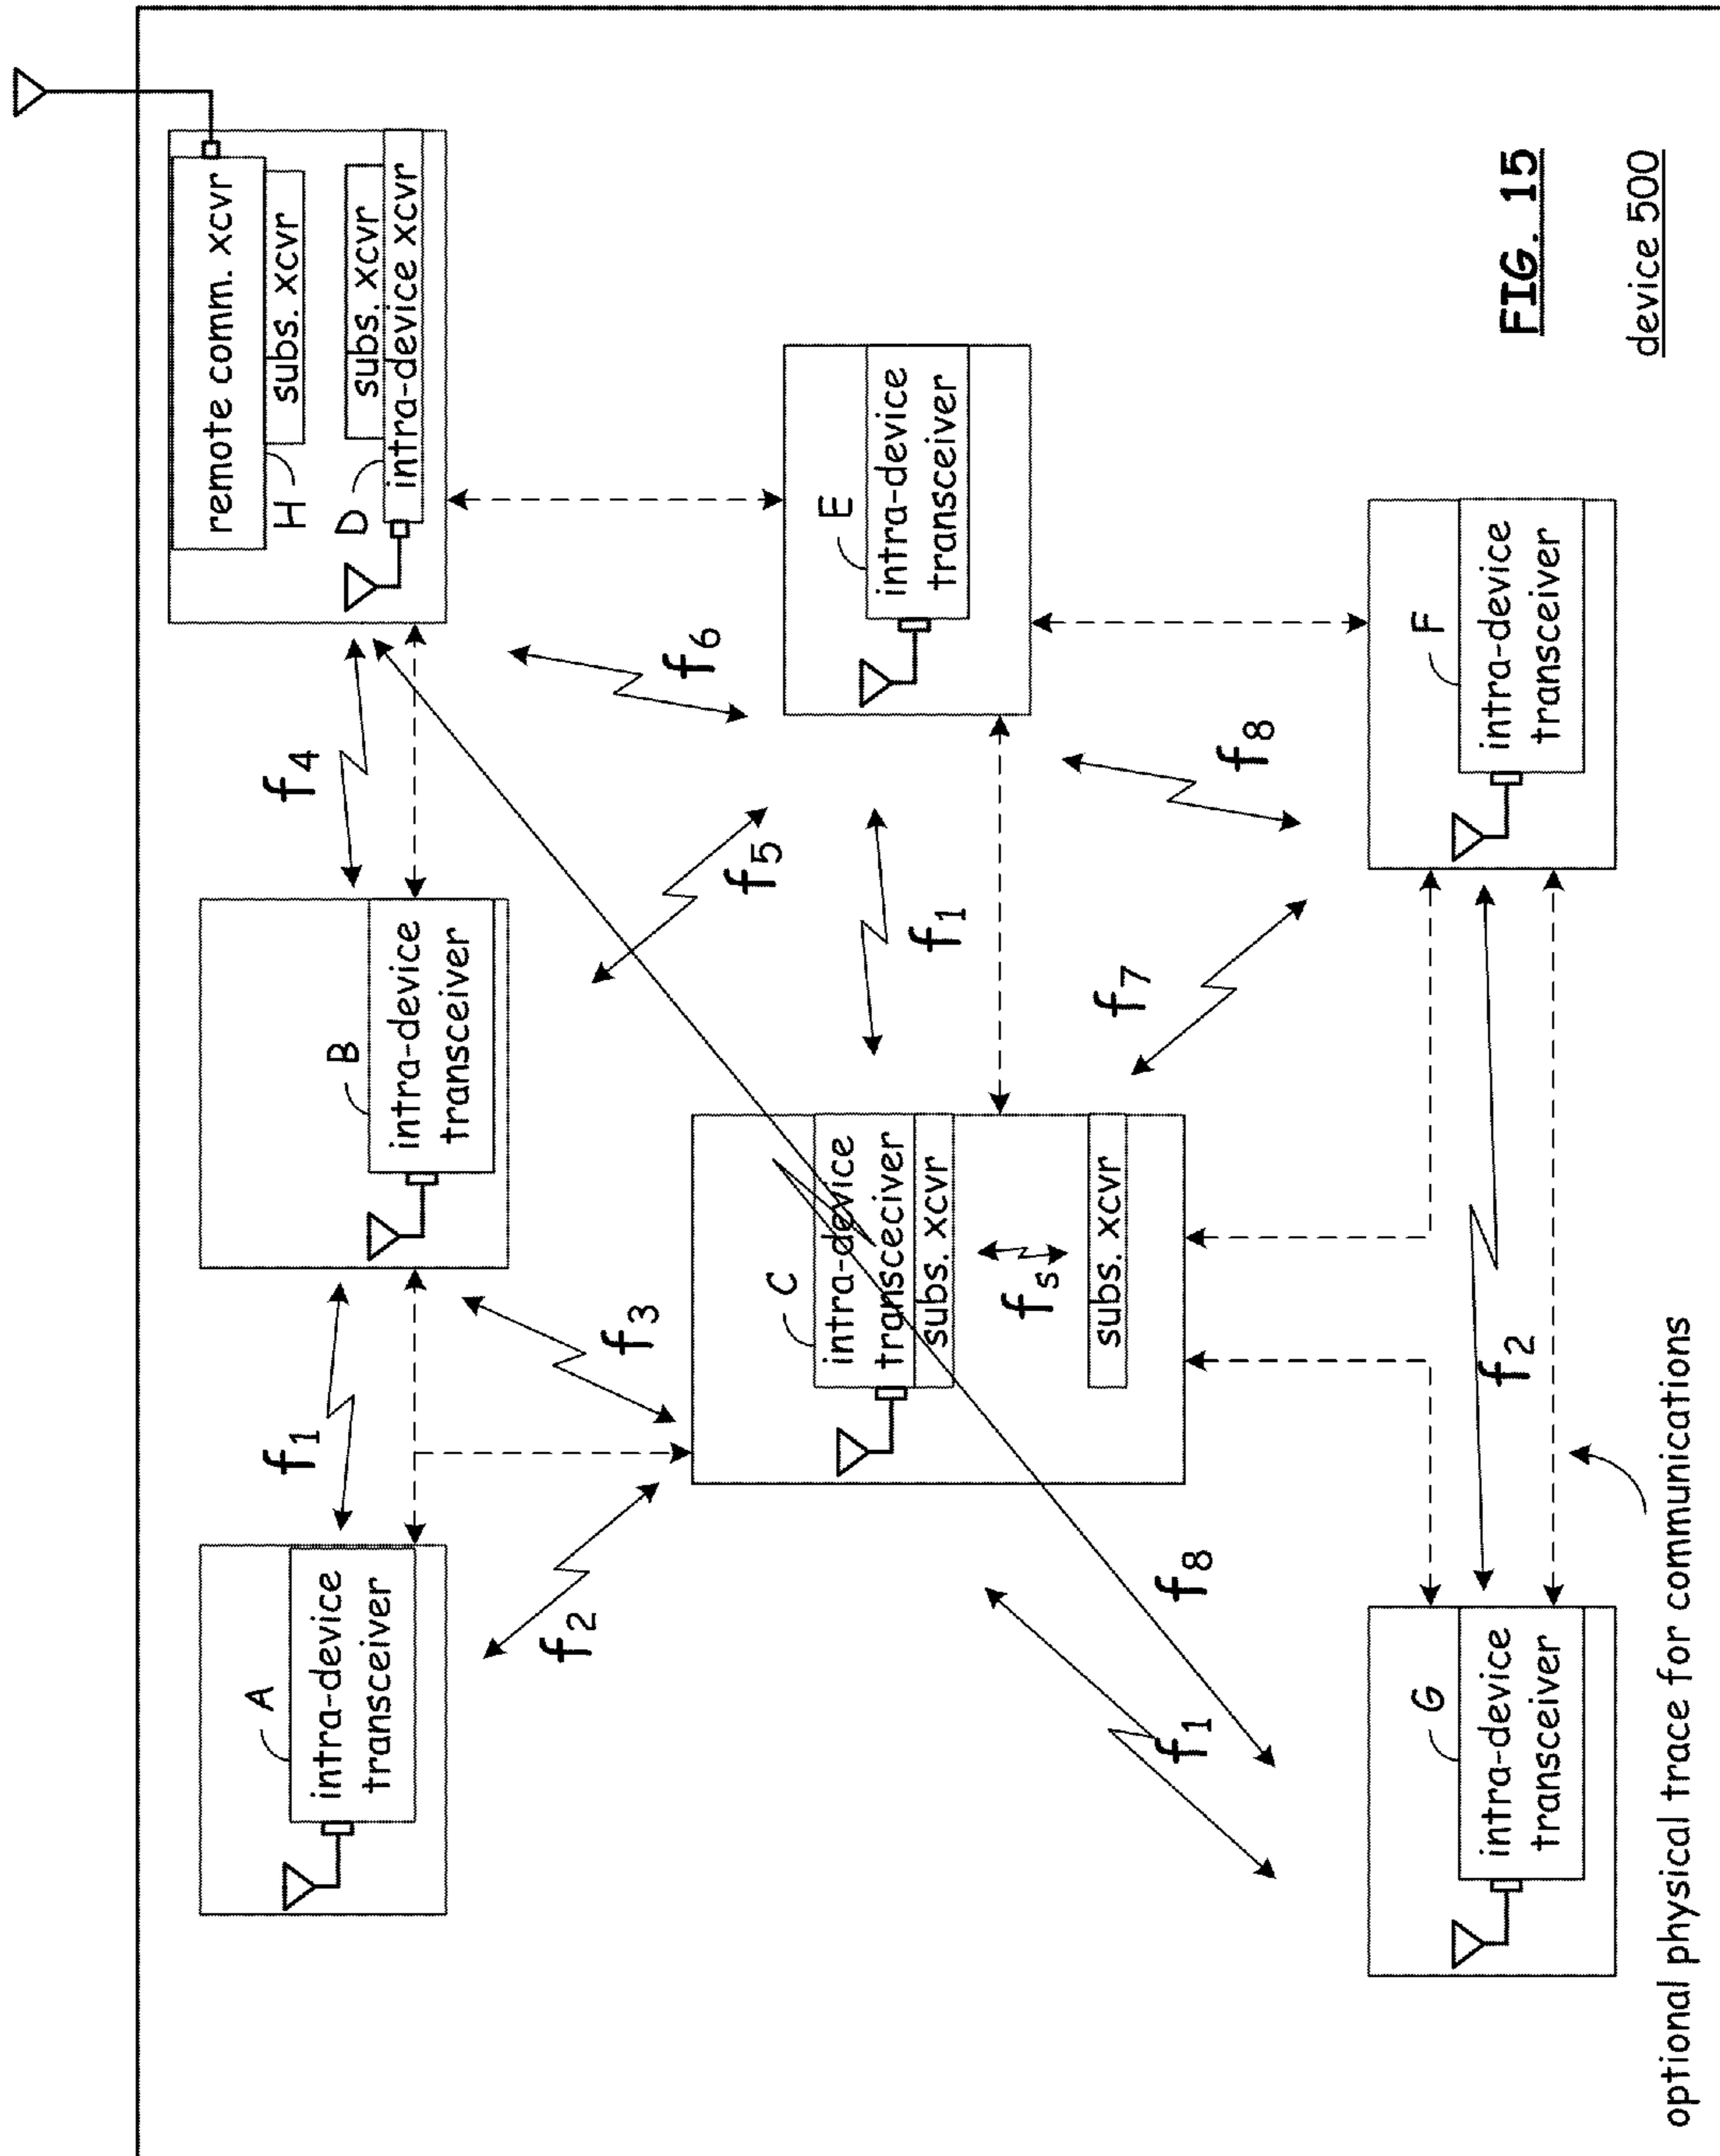 remote comm. xcvr
H
subs. xcvr
A
intra-device
transceiver
f1
B
intra-device
transceiver
f4
D
subs. xcvr
intra-device xcvr
f2
f3
f5
f6
C
intra-device
transceciver
subs. xcvr
fs
subs. xcvr
f1
E
intra-device
transceiver
f1
f8
f7
f8
G
intra-device
transceiver
f2
F
intra-device
transceiver
optional physical trace for communications
FIG. 15
device 500